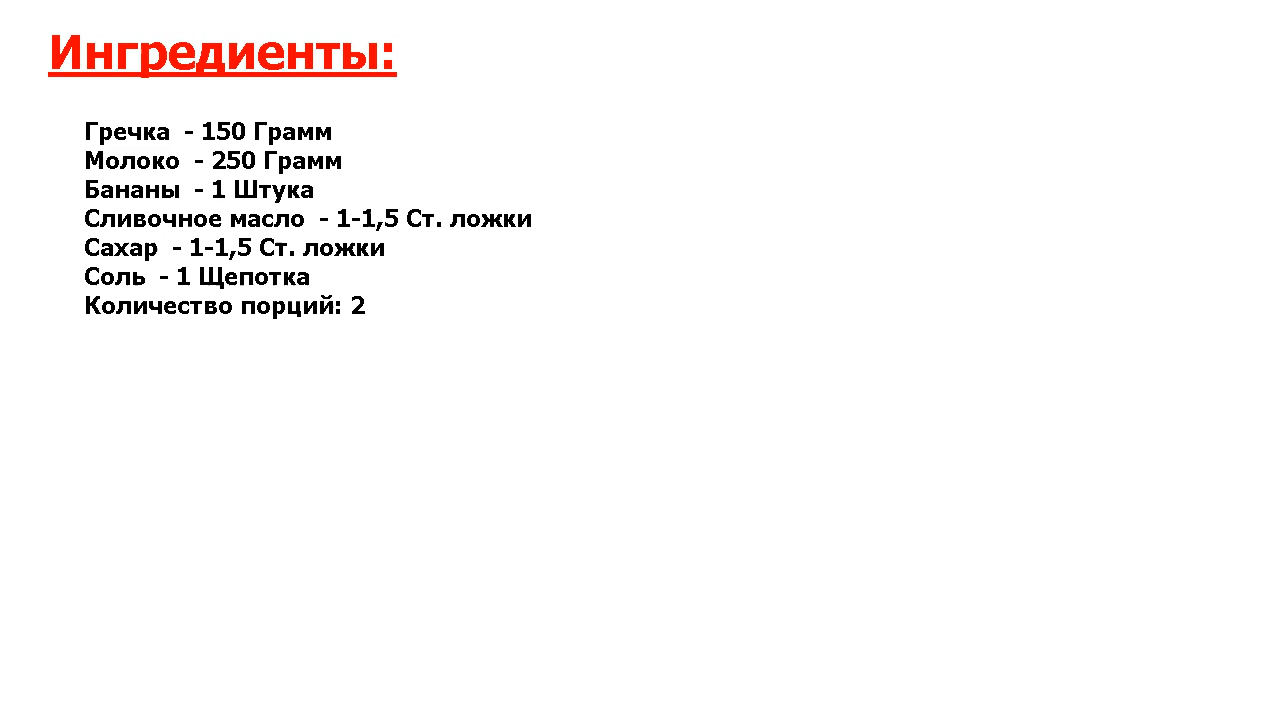 Ингредиенты:
Гречка  - 150 Грамм
Молоко  - 250 Грамм
Бананы  - 1 Штука
Сливочное масло  - 1-1,5 Ст. ложки
Сахар  - 1-1,5 Ст. ложки
Соль  - 1 Щепотка
Количество порций: 2